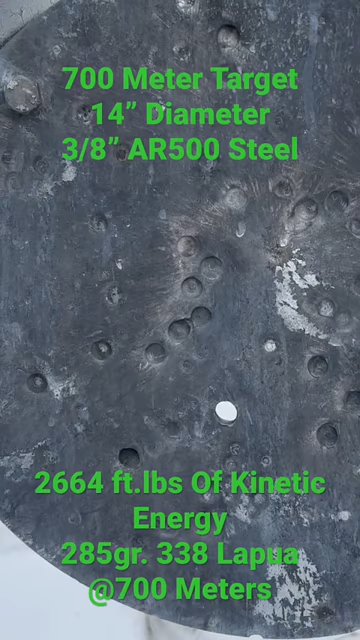 700 Meter Target
14” Diameter
3/8” AR500 Steel
2664 ft.lbs Of Kinetic
Energy
285gr. 338 Lapua
@700 Meters